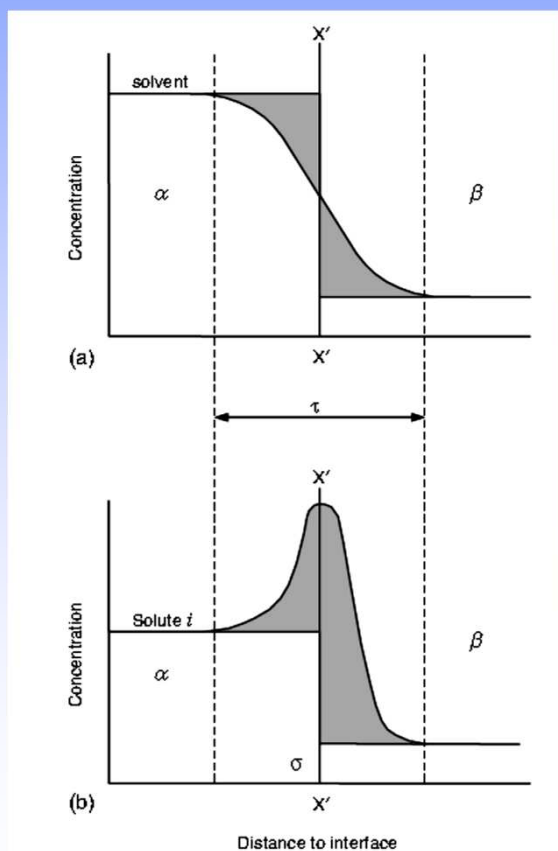 X′
solvent
α
β
Concentration
X′
(a)
τ
X′
Solute i
α
β
Concentration
σ
X′
(b)
Distance to interface